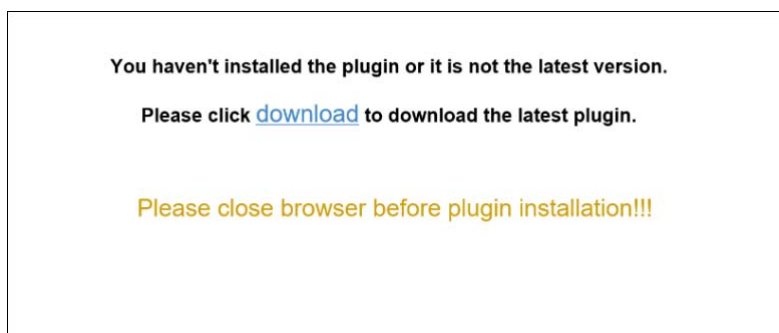 You haven't installed the plugin or it is not the latest version.
Please click download to download the latest plugin.
Please close browser before plugin installation!!!